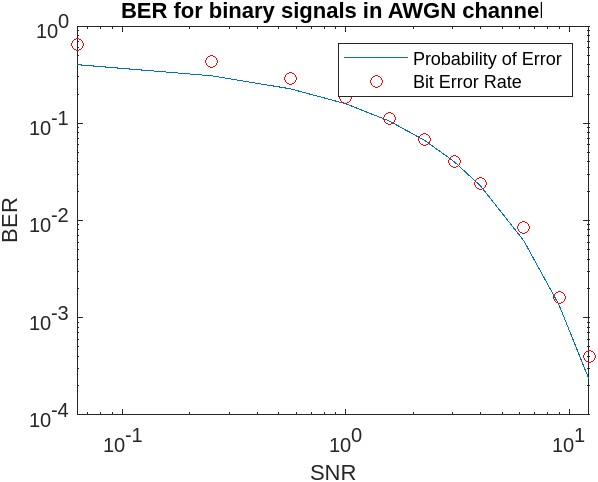 BER for binary signals in AWGN channel
10^0
Probability of Error
Bit Error Rate
10^-1
10^-2
10^-3
10^-4
BER
10^-1 10^0 10^1
SNR